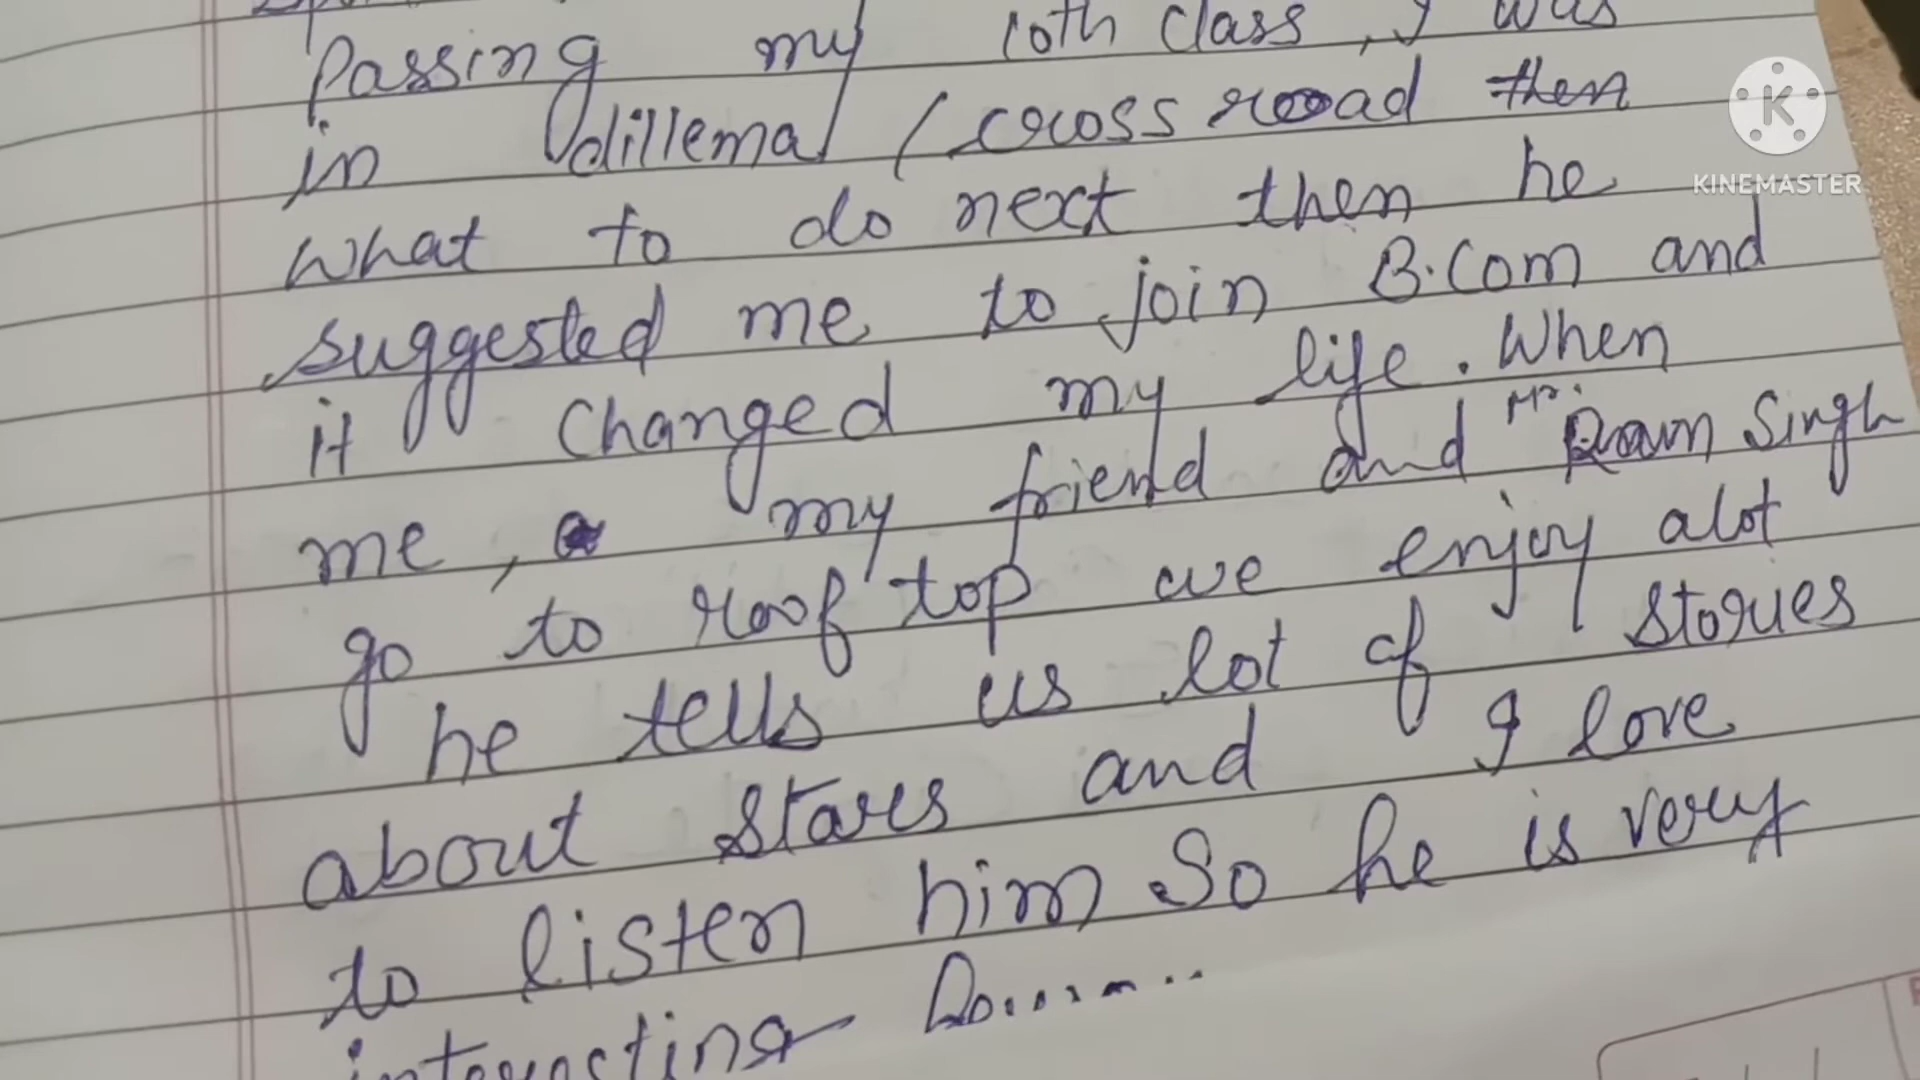 Passing my 10th class, I was
in dillema / cross road then
what to do next then he
suggested me to join B.Com and
it changed my life. When
me, my friend and Mr. Ram Singh
go to roof top we enjoy alot
he tells us lot of stories
about stars and I love
to listen him So he is very
interesting
KINEMASTER